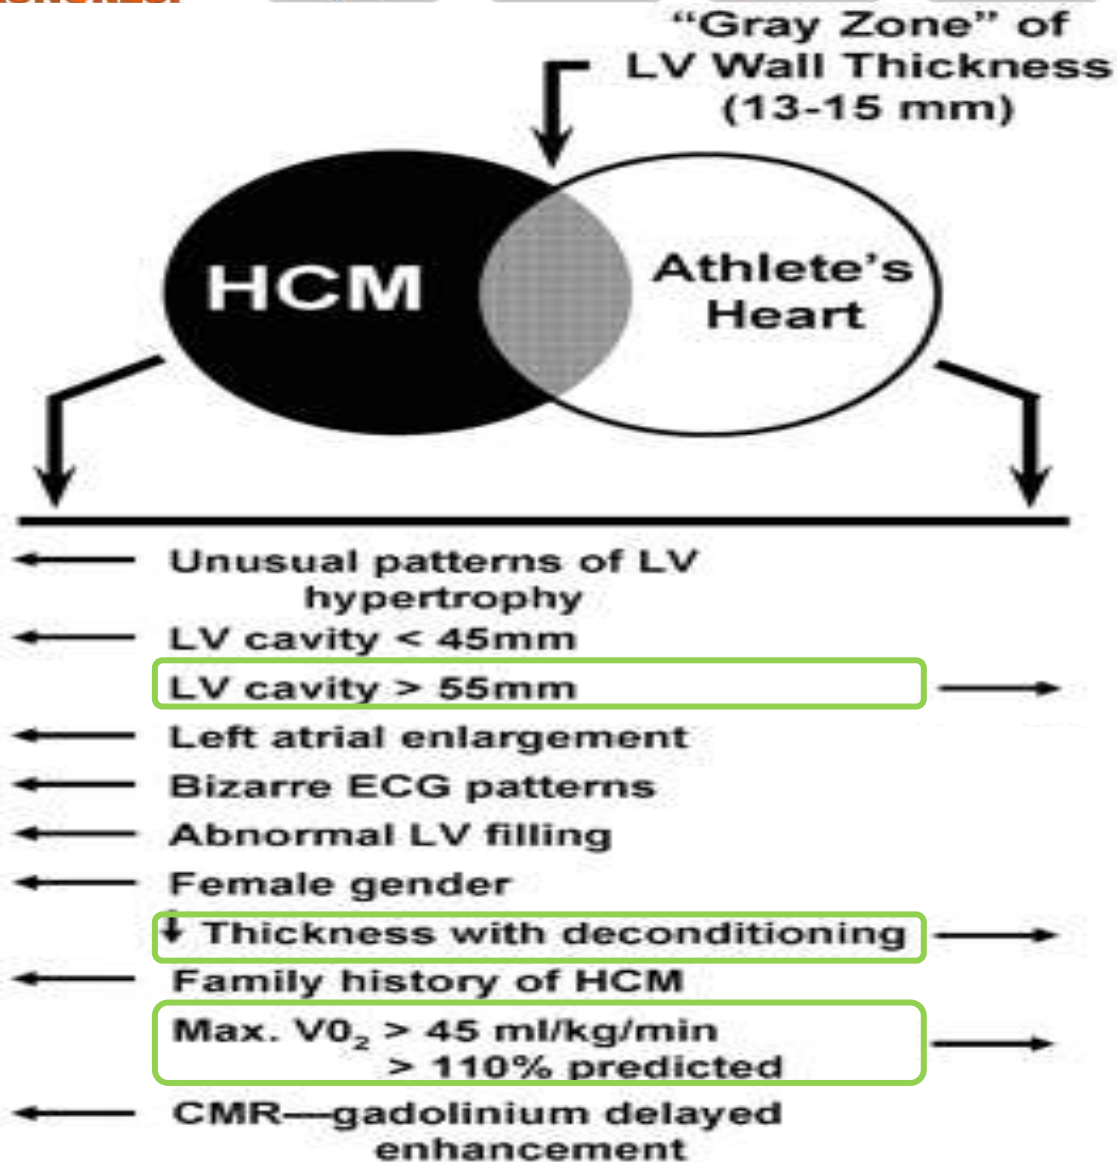 “Gray Zone” of
LV Wall Thickness
(13-15 mm)
HCM
Athlete’s
Heart
Unusual patterns of LV
hypertrophy
LV cavity < 45mm
LV cavity > 55mm
Left atrial enlargement
Bizarre ECG patterns
Abnormal LV filling
Female gender
↓ Thickness with deconditioning
Family history of HCM
Max. V0₂ > 45 ml/kg/min
> 110% predicted
CMR—gadolinium delayed
enhancement